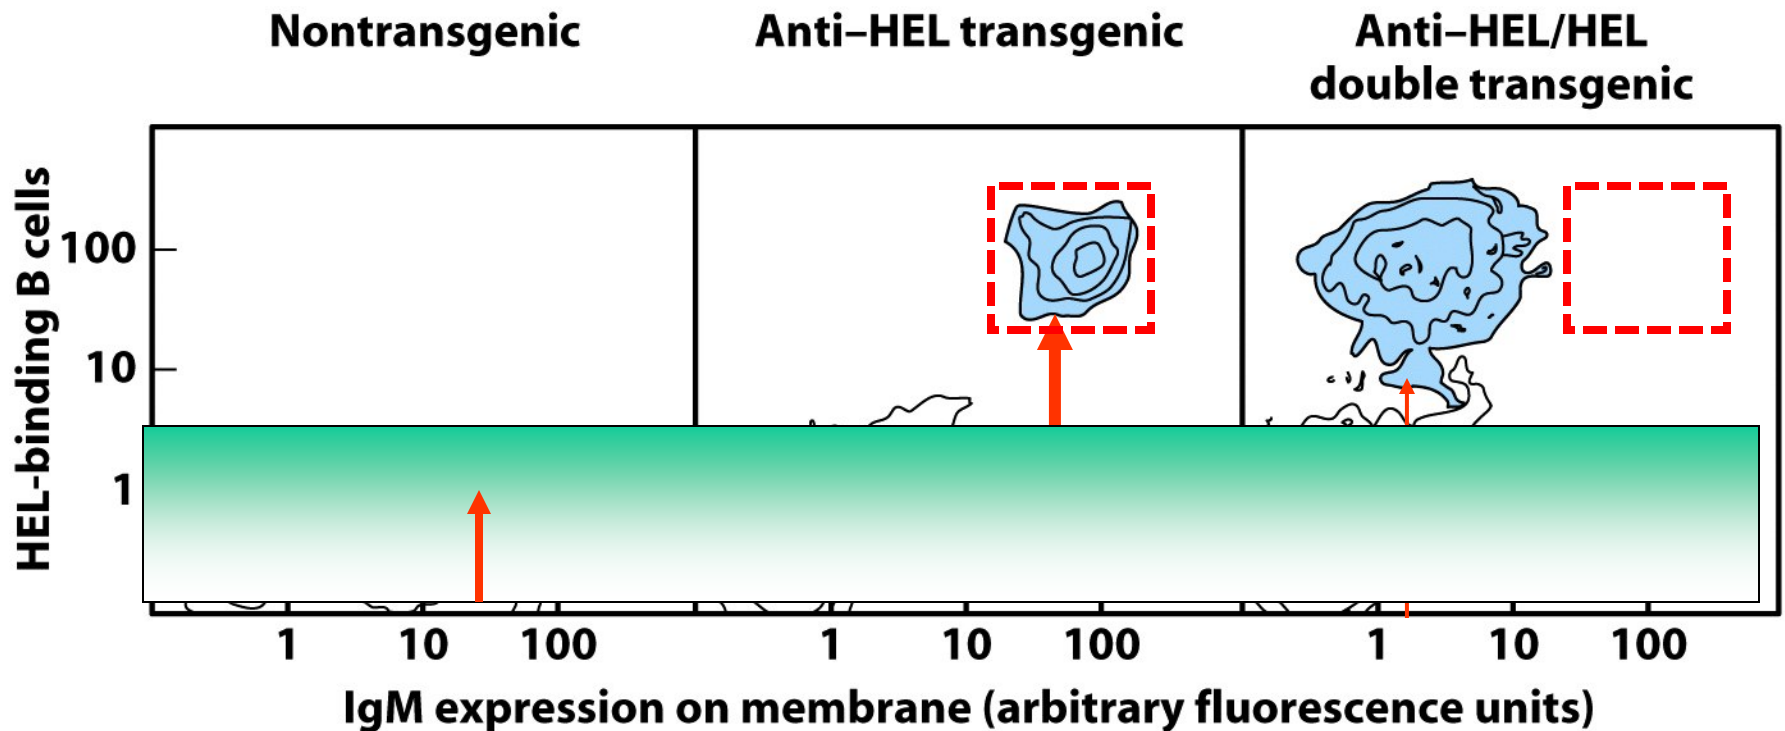 Nontransgenic
Anti–HEL transgenic
Anti–HEL/HEL
double transgenic
HEL-binding B cells
100
10
1
1 10 100
1 10 100
1 10 100
IgM expression on membrane (arbitrary fluorescence units)